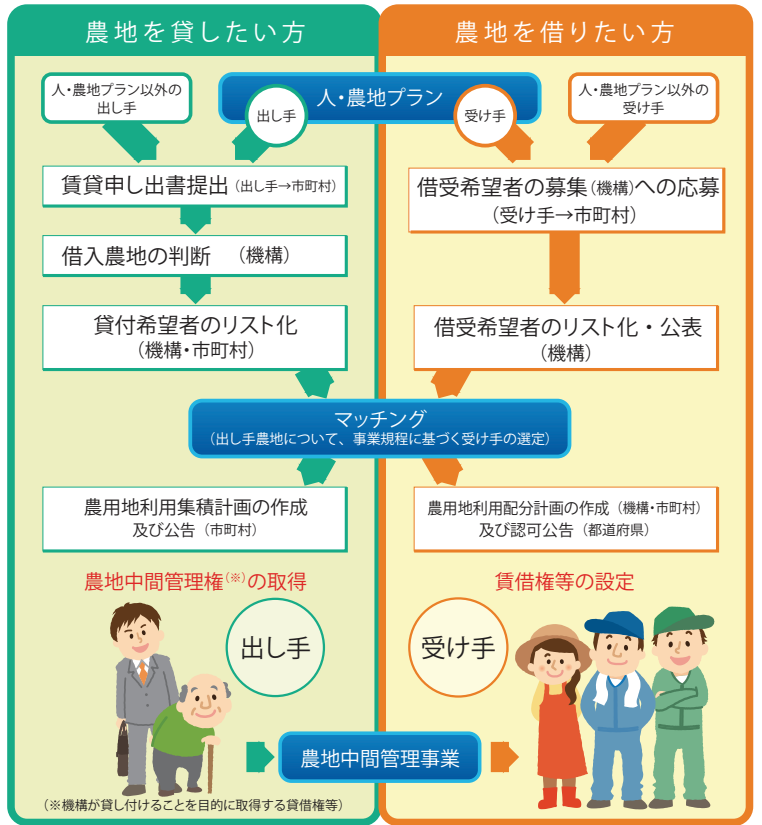 農地を貸したい方
農地を借りたい方
人・農地プラン以外の
出し手
人・農地プラン
出し手
受け手
人・農地プラン以外の
受け手
賃貸申し出書提出（出し手→市町村）
借入農地の判断　（機構）
貸付希望者のリスト化
（機構・市町村）
借受希望者の募集（機構）への応募
（受け手→市町村）
借受希望者のリスト化・公表
（機構）
マッチング
（出し手農地について、事業規程に基づく受け手の選定）
農用地利用集積計画の作成
及び公告（市町村）
農用地利用配分計画の作成（機構・市町村）
及び認可公告（都道府県）
農地中間管理権（※）の取得
賃借権等の設定
出し手
受け手
農地中間管理事業
（※機構が貸し付けることを目的に取得する賃借権等）